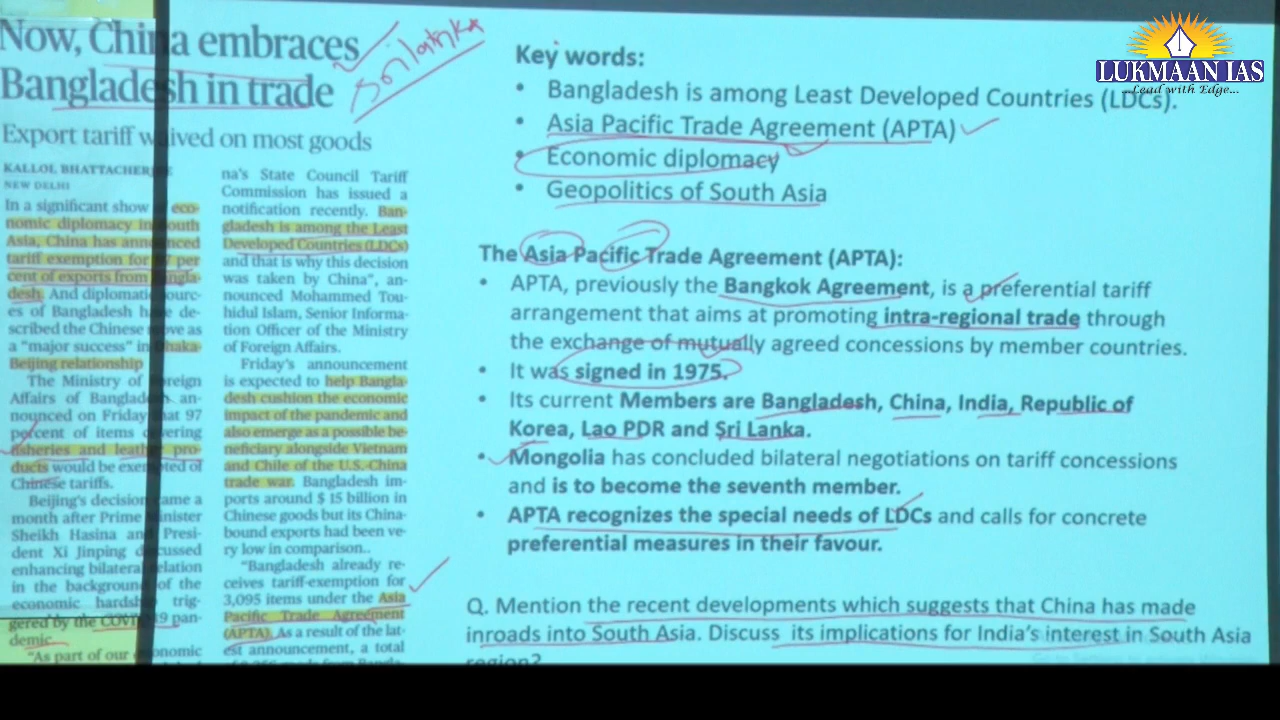 Now, China embraces
Bangladesh in trade
Srilanka
Export tariff waived on most goods
KALLOL BHATTACHERJEE
NEW DELHI
In a significant show of eco-
nomic diplomacy in South
Asia, China has announced
tariff exemption for 97 per
cent of exports from Bangla-
desh. And diplomatic sourc-
es of Bangladesh have de-
scribed the Chinese move as
a "major success" in Dhaka-
Beijing relationship
The Ministry of Foreign
Affairs of Bangladesh an-
nounced on Friday that 97
percent of items covering
fisheries and leather pro-
ducts would be exempted of
Chinese tariffs.
Beijing's decision came a
month after Prime Minister
Sheikh Hasina and Presi-
dent Xi Jinping discussed
enhancing bilateral relation
in the background of the
economic hardship trig-
gered by the COVID-19 pan-
demic.
"As part of our economic
na's State Council Tariff
Commission has issued a
notification recently. Ban-
gladesh is among the Least
Developed Countries (LDCs)
and that is why this decision
was taken by China", an-
nounced Mohammed Tou-
hidul Islam, Senior Informa-
tion Officer of the Ministry
of Foreign Affairs.
Friday's announcement
is expected to help Bangla-
desh cushion the economic
impact of the pandemic and
also emerge as a possible be-
neficiary alongside Vietnam
and Chile of the U.S.-China
trade war. Bangladesh im-
ports around $ 15 billion in
Chinese goods but its China-
bound exports had been ve-
ry low in comparison..
"Bangladesh already re-
ceives tariff-exemption for
3,095 items under the Asia
Pacific Trade Agreement
(APTA). As a result of the lat-
est announcement, a total
Key words:
• Bangladesh is among Least Developed Countries (LDCs).
• Asia Pacific Trade Agreement (APTA)
• Economic diplomacy
• Geopolitics of South Asia
The Asia Pacific Trade Agreement (APTA):
• APTA, previously the Bangkok Agreement, is a preferential tariff
arrangement that aims at promoting intra-regional trade through
the exchange of mutually agreed concessions by member countries.
• It was signed in 1975.
• Its current Members are Bangladesh, China, India, Republic of
Korea, Lao PDR and Sri Lanka.
• Mongolia has concluded bilateral negotiations on tariff concessions
and is to become the seventh member.
• APTA recognizes the special needs of LDCs and calls for concrete
preferential measures in their favour.
Q. Mention the recent developments which suggests that China has made
inroads into South Asia. Discuss its implications for India's interest in South Asia
region?
LUKMAAN IAS
...Lead with Edge...